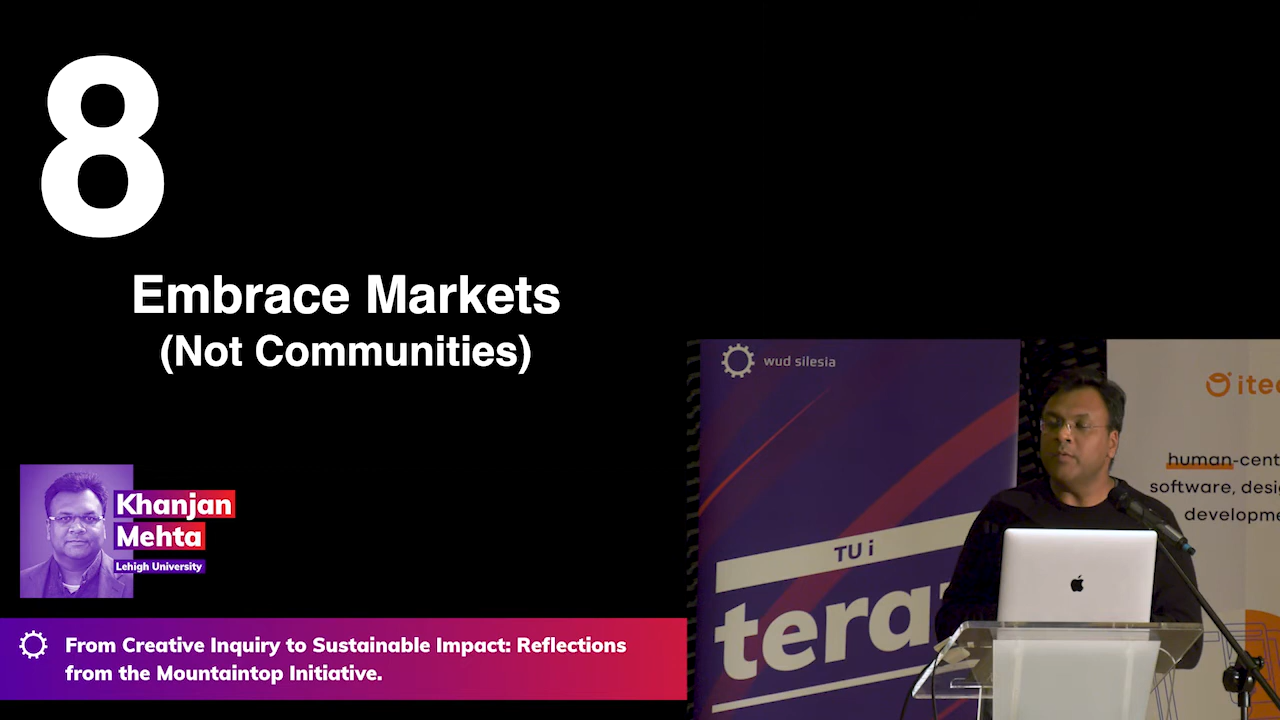 8
Embrace Markets
(Not Communities)
Khanjan
Mehta
Lehigh University
From Creative Inquiry to Sustainable Impact: Reflections
from the Mountaintop Initiative.
wud silesia
TU i
human-cent
software, desi
developme